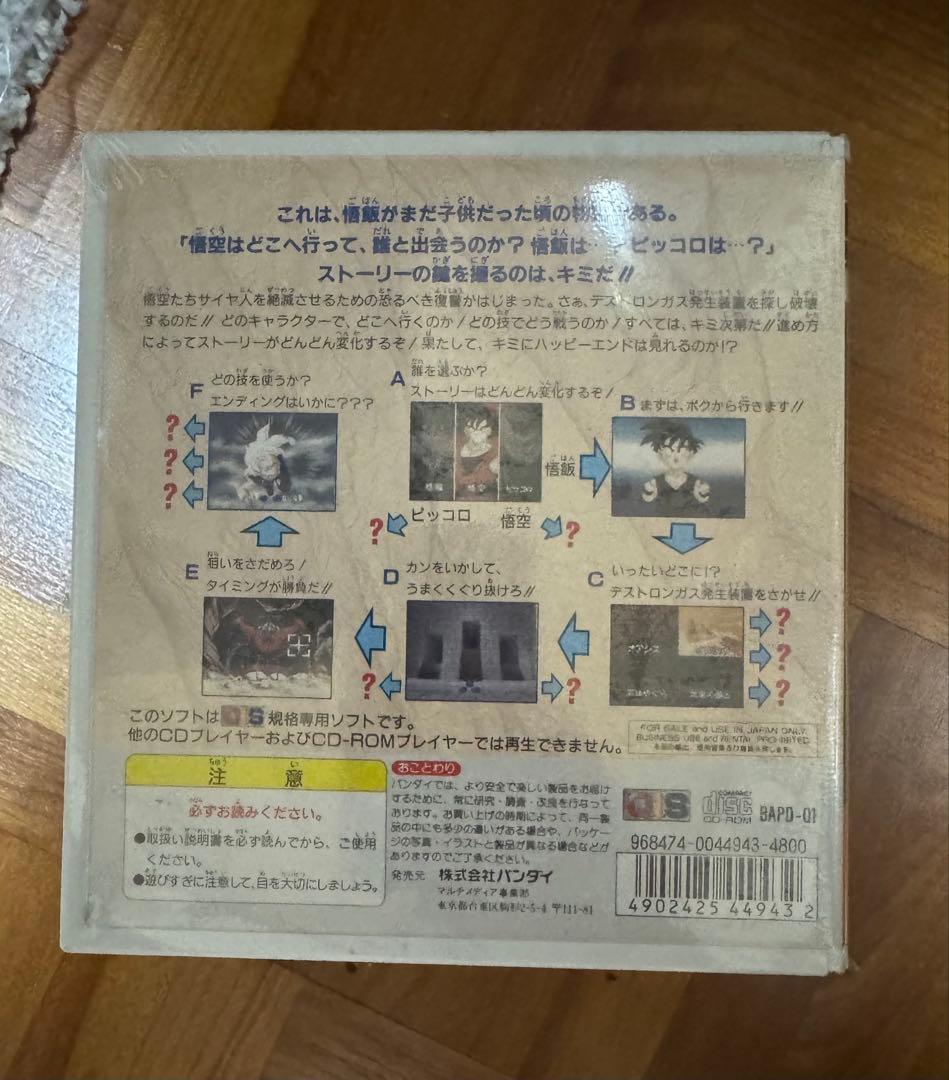 これは、悟飯がまだ子供だった頃の物 ある。
「悟空はどこへ行って、誰と出会うのか? 悟飯は… ピッコロは…?」
ストーリーの鍵を握るのは、キミだ!!
悟空たちサイヤ人を絶滅させるための恐るべき復讐がはじまった。さぁ、デストロンガス発生装置を探し破壊
するのだ!! どのキャラクターで、どこへ行くのか!どの技でどう戦うのか!すべては、キミ次第だ!!進め方
によってストーリーがどんどん変化するぞ!果たして、キミにハッピーエンドは見れるのか!?
A 誰を選ぶか?
ストーリーはどんどん変化するぞ!
悟飯
ピッコロ
悟空
? ?
B まずは、ボクから行きます!!
C いったいどこに!?
デストロンガス発生装置をさがせ!!
オアシス
?
?
?
D カンをいかして、
うまくくぐり抜けろ!!
?
E 狙いをさだめろ!
タイミングが勝負だ!!
?
F どの技を使うか?
エンディングはいかに???
?
?
?
このソフトは 規格専用ソフトです。
他のCDプレイヤーおよびCD-ROMプレイヤーでは再生できません。
FOR SALE and USE IN JAPAN ONLY.
BUSINESS USE and RENTAL PROHIBITED.
注 意
必ずお読みください。
●取扱い説明書を必ず読んでから、ご使用
ください。
●遊びすぎに注意して、目を大切にしましょう。
おことわり
バンダイでは、より安全で楽しい製品をお届け
するために、常に研究・調査・改良を行なって
おります。お買い上げの時期によって、同一製
品の中にも多少の違いがある場合や、パッケー
ジの写真・イラストと製品が異なる場合などが
ありますのでご了承ください。
発売元 株式会社バンダイ
マルチメディア事業部
東京都台東区駒形2-5-4 〒111-81
COMPACT
disc
CD-ROM
BAPD-01
968474-0044943-4800
4902425 44943 2